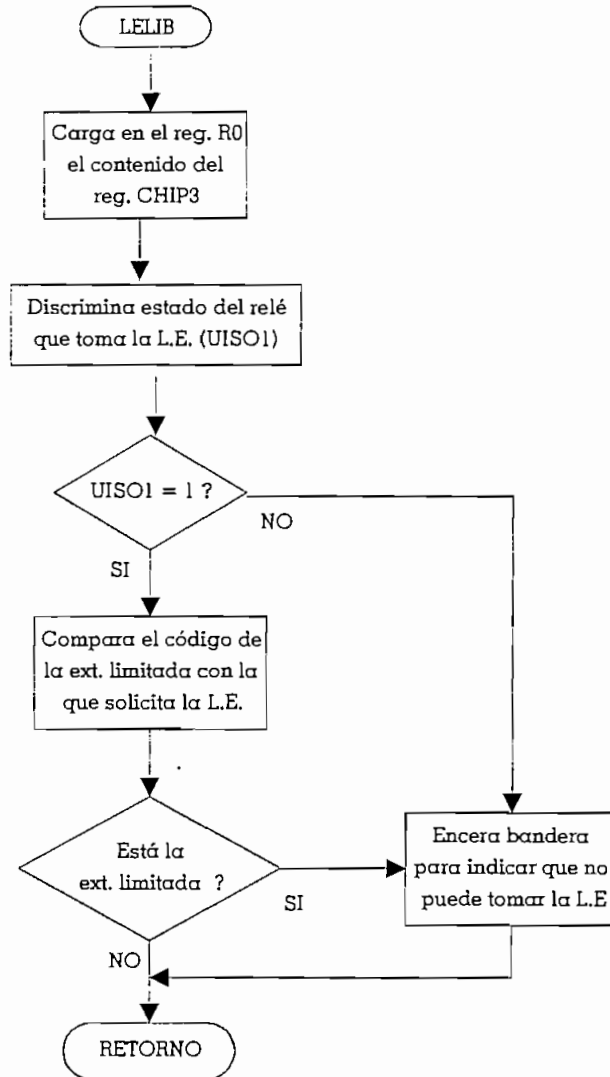 LELIB
Carga en el reg. R0
el contenido del
reg. CHIP3
Discrimina estado del relé
que toma la L.E. (UISO1)
UISO1 = 1 ?
NO
SI
Compara el código de
la ext. limitada con la
que solicita la L.E.
Está la
ext. limitada ?
SI
NO
Encera bandera
para indicar que no
puede tomar la L.E
RETORNO